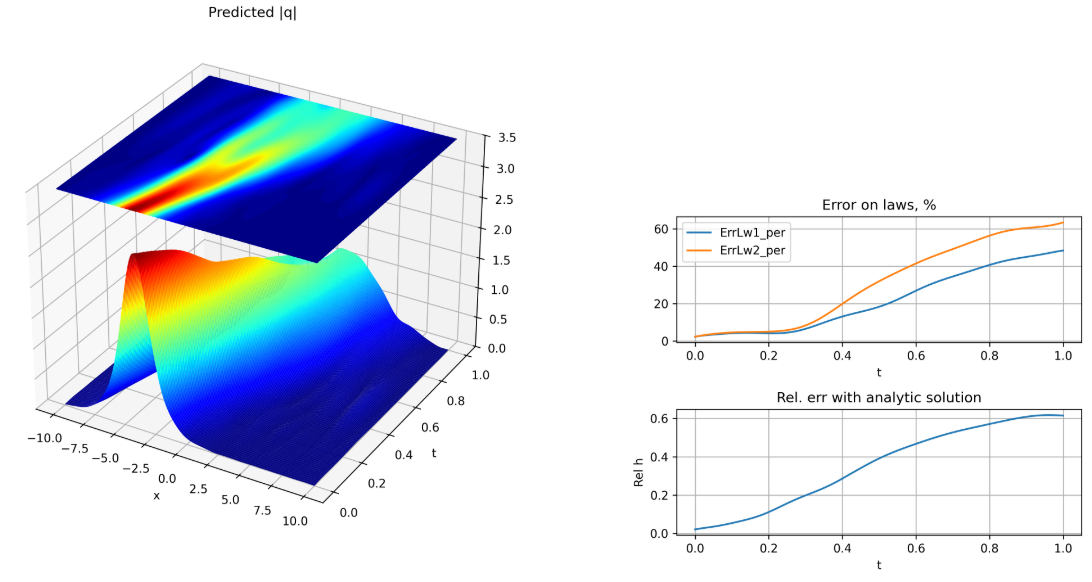 Predicted |q|
3.5
3.0
2.5
2.0
1.5
1.0
0.5
0.0
−10.0
−7.5
−5.0
−2.5
0.0
2.5
5.0
7.5
10.0
x
0.0
0.2
0.4
0.6
0.8
1.0
t
Error on laws, %
ErrLw1_per
ErrLw2_per
60
40
20
0
0.0 0.2 0.4 0.6 0.8 1.0
t
Rel. err with analytic solution
Rel h
0.6
0.4
0.2
0.0
0.0 0.2 0.4 0.6 0.8 1.0
t